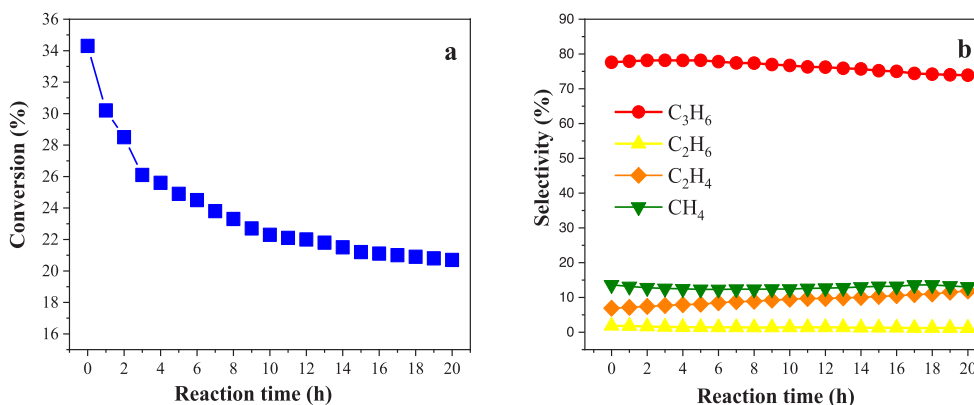 a
Conversion (%)
36
34
32
30
28
26
24
22
20
18
16
0 2 4 6 8 10 12 14 16 18 20
Reaction time (h)
b
Selectivity (%)
90
80
70
60
50
40
30
20
10
0
C₃H₆
C₂H₆
C₂H₄
CH₄
0 2 4 6 8 10 12 14 16 18 20
Reaction time (h)